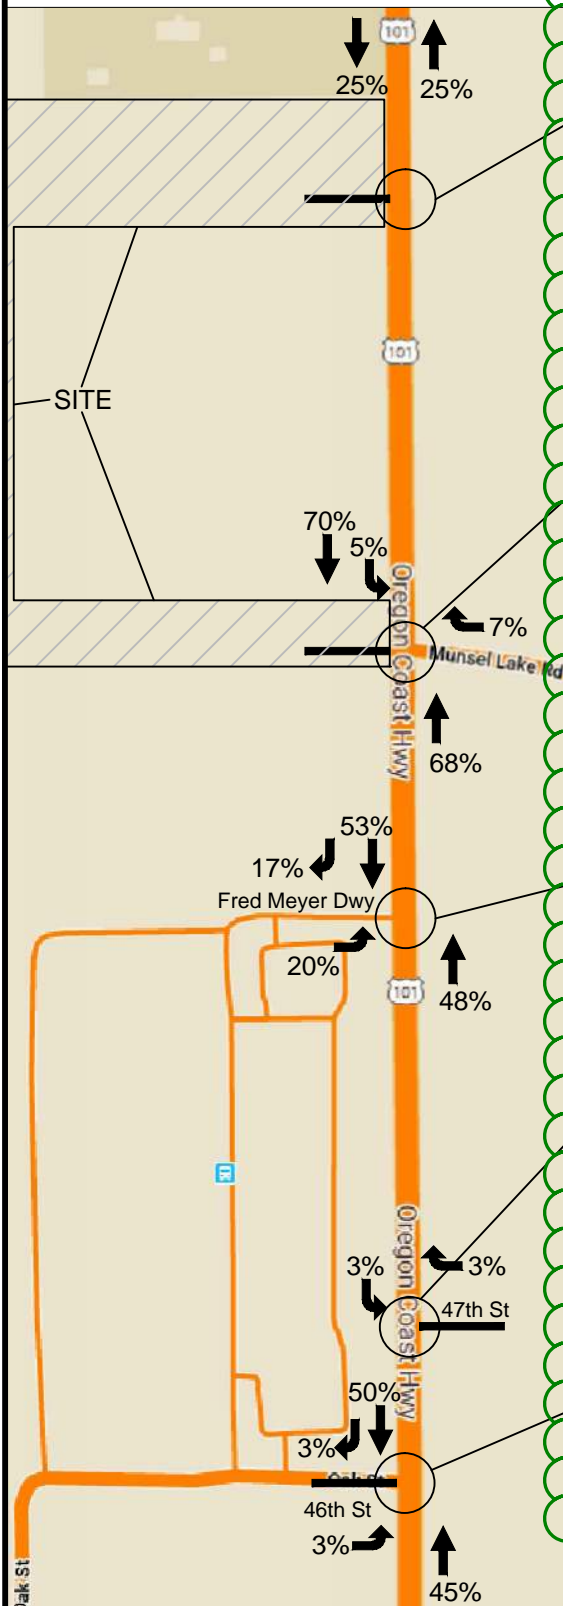 101
25%
25%
101
SITE
70%
5%
Oregon Coast Hwy
7%
Munsel Lake Rd
68%
53%
17%
Fred Meyer Dwy
20%
101
48%
Oregon Coast Hwy
3%
3%
47th St
50%
3%
Oak St
46th St
3%
45%
Oak St